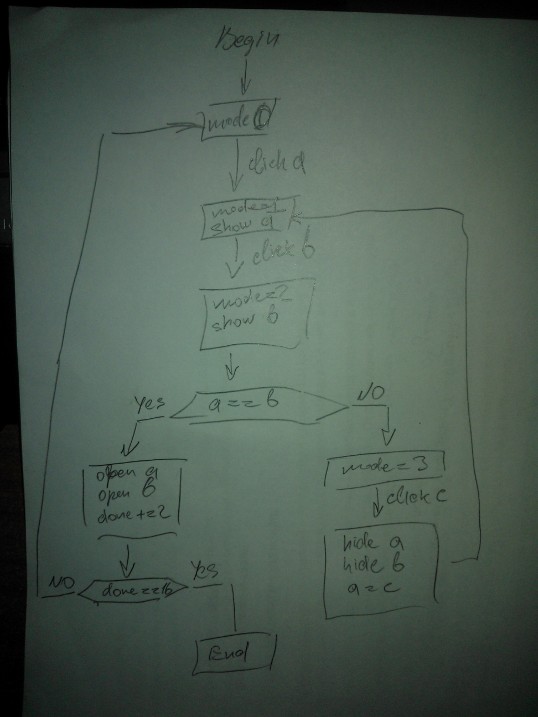 Begin
mode 0
click a
mode=1
show a
click b
mode=2
show b
a == b
Yes
NO
open a
open b
done +=2
mode = 3
click c
hide a
hide b
a = c
NO
done==16
Yes
End